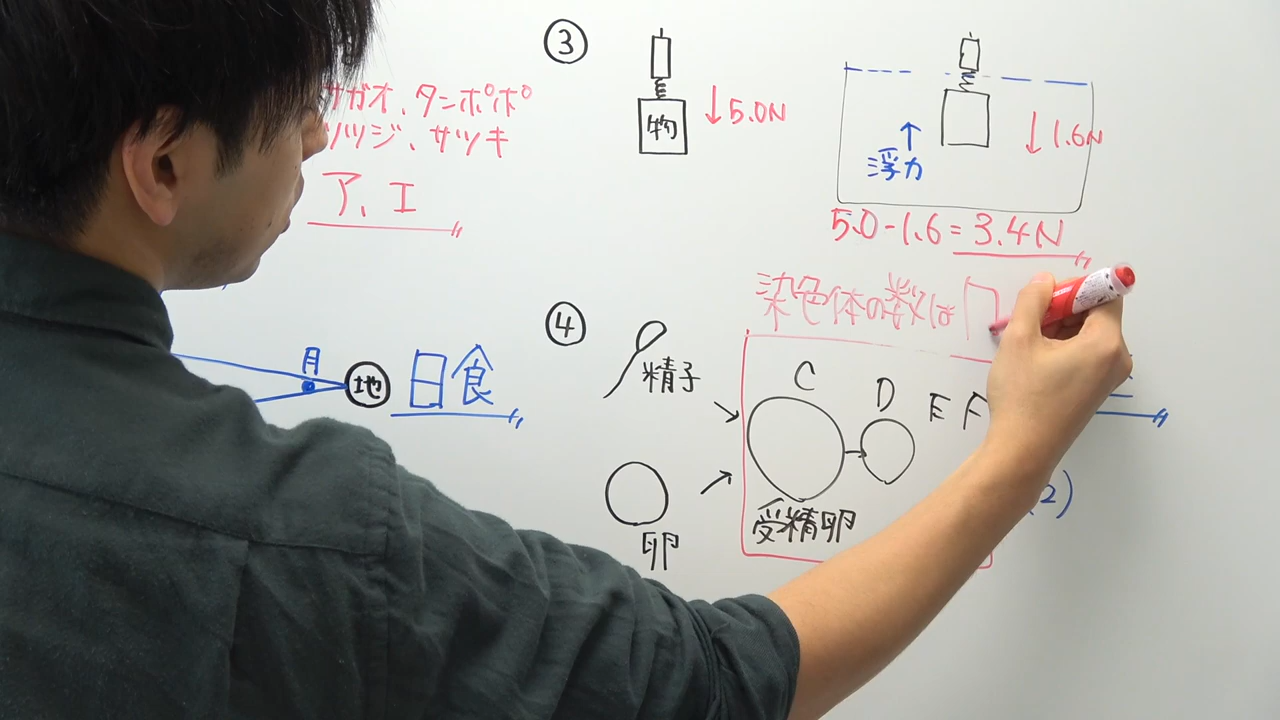 サガオ、タンポポ
ツジ、サツキ
ア、エ
月
地
日食
③
物
5.0N
浮力
1.6N
5.0-1.6=3.4N
④
染色体の数は
精子
卵
C
D
E F
受精卵
2)